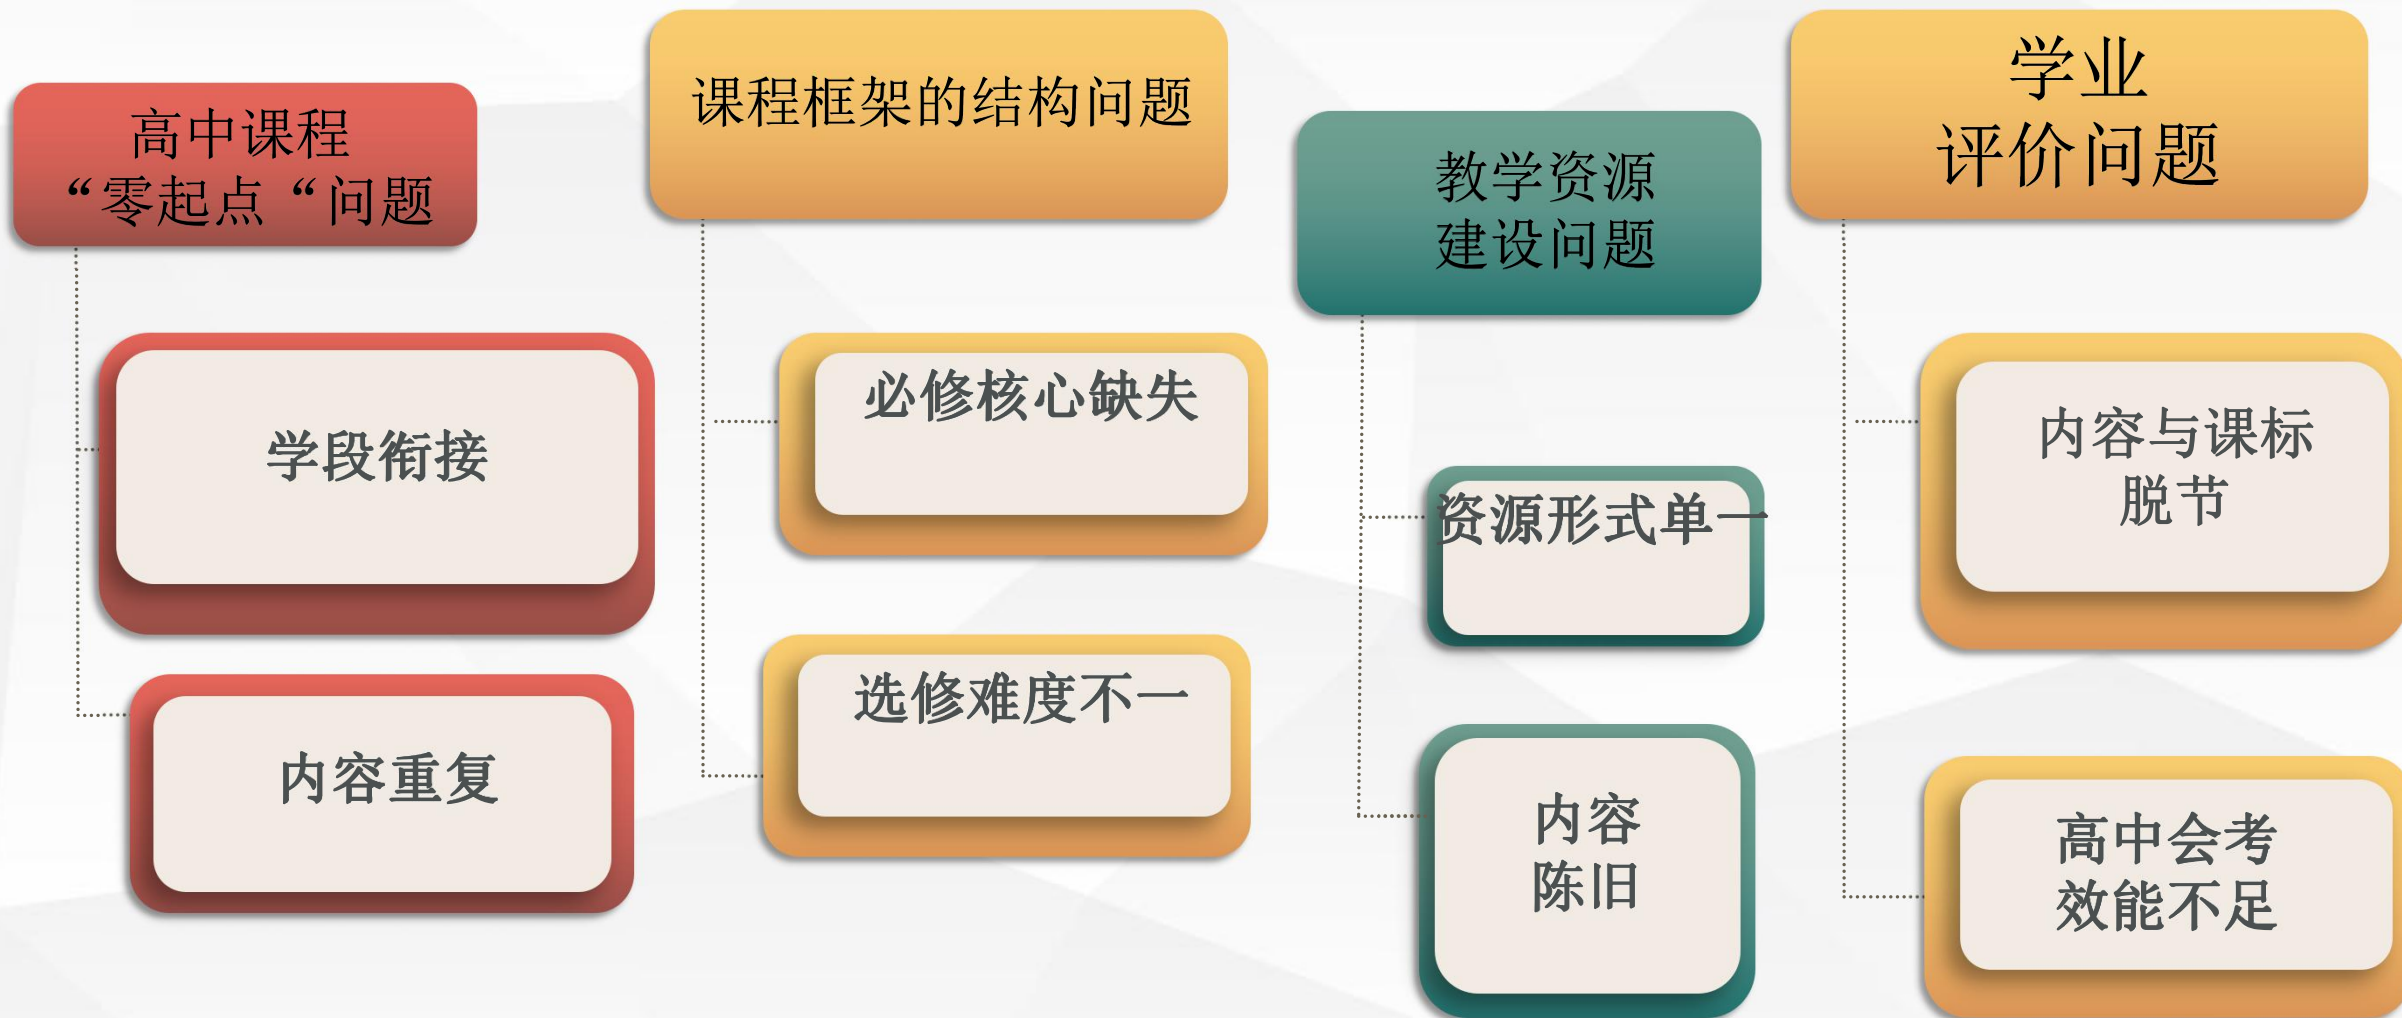 高中课程
“零起点“问题
学段衔接
内容重复
课程框架的结构问题
必修核心缺失
选修难度不一
教学资源
建设问题
资源形式单一
内容
陈旧
学业
评价问题
内容与课标
脱节
高中会考
效能不足